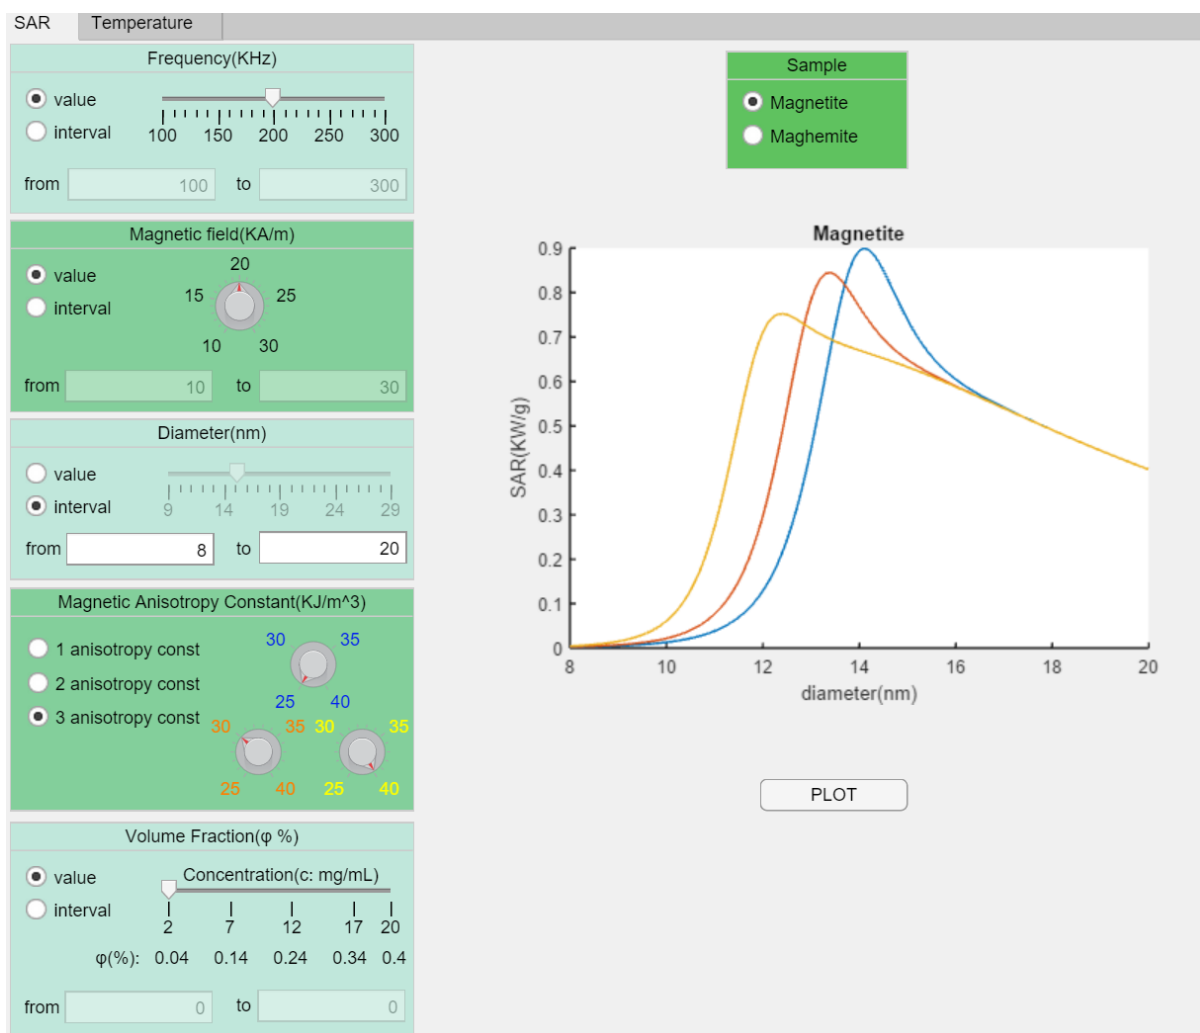 SAR Temperature
Frequency(KHz)
value
interval
100 150 200 250 300
from 100 to 300
Magnetic field(KA/m)
value
interval
20
15 25
10 30
from 10 to 30
Diameter(nm)
value
interval
9 14 19 24 29
from 8 to 20
Magnetic Anisotropy Constant(KJ/m^3)
1 anisotropy const
2 anisotropy const
3 anisotropy const
30 35
25 40
30 35
25 40
30 35
25 40
Volume Fraction(φ %)
value
interval
Concentration(c: mg/mL)
2 7 12 17 20
φ(%): 0.04 0.14 0.24 0.34 0.4
from 0 to 0
Sample
Magnetite
Maghemite
Magnetite
SAR(KW/g)
0.9
0.8
0.7
0.6
0.5
0.4
0.3
0.2
0.1
0
8 10 12 14 16 18 20
diameter(nm)
PLOT